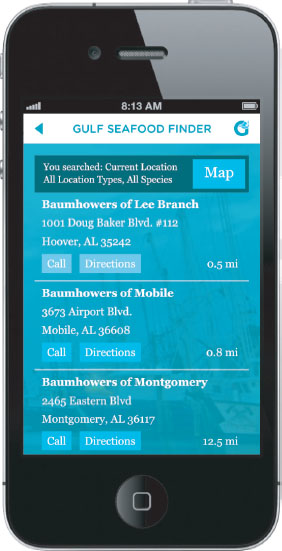 8:13 AM
GULF SEAFOOD FINDER
You searched: Current Location
All Location Types, All Species
Map
Baumhowers of Lee Branch
1001 Doug Baker Blvd. #112
Hoover, AL 35242
Call Directions 0.5 mi
Baumhowers of Mobile
3673 Airport Blvd.
Mobile, AL 36608
Call Directions 0.8 mi
Baumhowers of Montgomery
2465 Eastern Blvd
Montgomery, AL 36117
Call Directions 12.5 mi